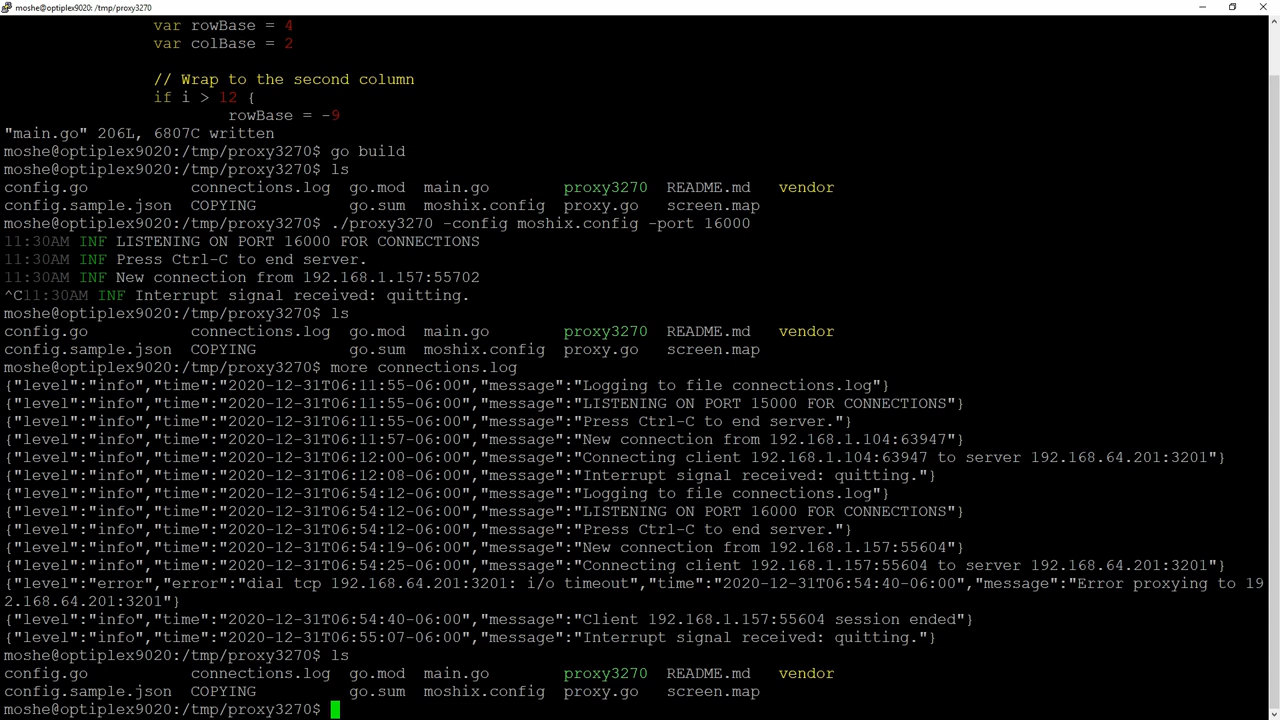 moshe@optiplex9020: /tmp/proxy3270
var rowBase = 4
var colBase = 2
// Wrap to the second column
if i > 12 {
rowBase = -9
"main.go" 206L, 6807C written
moshe@optiplex9020:/tmp/proxy3270$ go build
moshe@optiplex9020:/tmp/proxy3270$ ls
config.go connections.log go.mod main.go proxy3270 README.md vendor
config.sample.json COPYING go.sum moshix.config proxy.go screen.map
moshe@optiplex9020:/tmp/proxy3270$ ./proxy3270 -config moshix.config -port 16000
11:30AM INF LISTENING ON PORT 16000 FOR CONNECTIONS
11:30AM INF Press Ctrl-C to end server.
11:30AM INF New connection from 192.168.1.157:55702
^C11:30AM INF Interrupt signal received: quitting.
moshe@optiplex9020:/tmp/proxy3270$ ls
config.go connections.log go.mod main.go proxy3270 README.md vendor
config.sample.json COPYING go.sum moshix.config proxy.go screen.map
moshe@optiplex9020:/tmp/proxy3270$ more connections.log
{"level":"info","time":"2020-12-31T06:11:55-06:00","message":"Logging to file connections.log"}
{"level":"info","time":"2020-12-31T06:11:55-06:00","message":"LISTENING ON PORT 15000 FOR CONNECTIONS"}
{"level":"info","time":"2020-12-31T06:11:55-06:00","message":"Press Ctrl-C to end server."}
{"level":"info","time":"2020-12-31T06:11:57-06:00","message":"New connection from 192.168.1.104:63947"}
{"level":"info","time":"2020-12-31T06:12:00-06:00","message":"Connecting client 192.168.1.104:63947 to server 192.168.64.201:3201"}
{"level":"info","time":"2020-12-31T06:12:08-06:00","message":"Interrupt signal received: quitting."}
{"level":"info","time":"2020-12-31T06:54:12-06:00","message":"Logging to file connections.log"}
{"level":"info","time":"2020-12-31T06:54:12-06:00","message":"LISTENING ON PORT 16000 FOR CONNECTIONS"}
{"level":"info","time":"2020-12-31T06:54:12-06:00","message":"Press Ctrl-C to end server."}
{"level":"info","time":"2020-12-31T06:54:19-06:00","message":"New connection from 192.168.1.157:55604"}
{"level":"info","time":"2020-12-31T06:54:25-06:00","message":"Connecting client 192.168.1.157:55604 to server 192.168.64.201:3201"}
{"level":"error","error":"dial tcp 192.168.64.201:3201: i/o timeout","time":"2020-12-31T06:54:40-06:00","message":"Error proxying to 19
2.168.64.201:3201"}
{"level":"info","time":"2020-12-31T06:54:40-06:00","message":"Client 192.168.1.157:55604 session ended"}
{"level":"info","time":"2020-12-31T06:55:07-06:00","message":"Interrupt signal received: quitting."}
moshe@optiplex9020:/tmp/proxy3270$ ls
config.go connections.log go.mod main.go proxy3270 README.md vendor
config.sample.json COPYING go.sum moshix.config proxy.go screen.map
moshe@optiplex9020:/tmp/proxy3270$